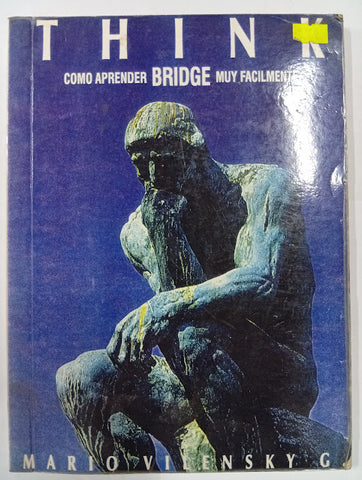 THINK
COMO APRENDER BRIDGE MUY FACILMENTE
MARIO VILENSKY G